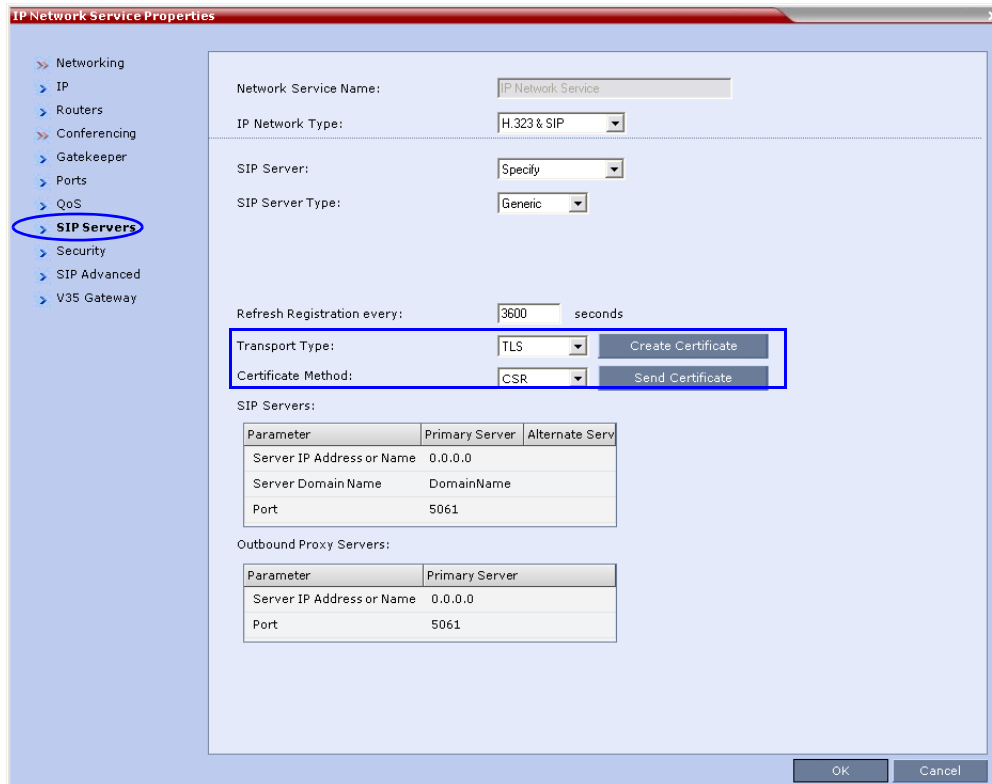 IP Network Service Properties
Networking
IP
Routers
Conferencing
Gatekeeper
Ports
QoS
SIP Servers
Security
SIP Advanced
V35 Gateway
Network Service Name: IP Network Service
IP Network Type: H.323 & SIP
SIP Server: Specify
SIP Server Type: Generic
Refresh Registration every: 3600 seconds
Transport Type: TLS Create Certificate
Certificate Method: CSR Send Certificate
SIP Servers:
Parameter Primary Server Alternate Serv
Server IP Address or Name 0.0.0.0
Server Domain Name DomainName
Port 5061
Outbound Proxy Servers:
Parameter Primary Server
Server IP Address or Name 0.0.0.0
Port 5061
OK Cancel